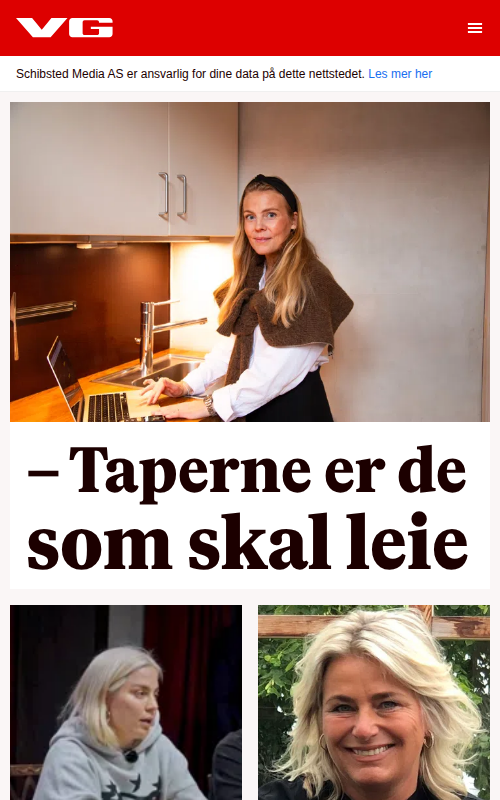 VG
Schibsted Media AS er ansvarlig for dine data på dette nettstedet. Les mer her
– Taperne er de
som skal leie